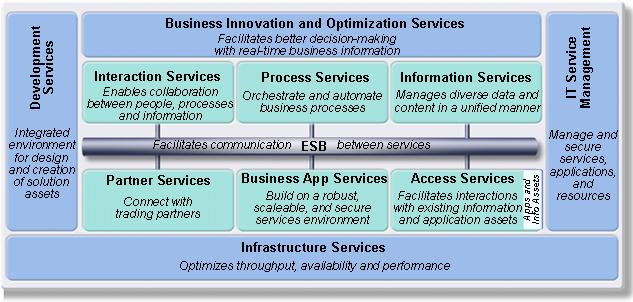 Business Innovation and Optimization Services
Facilitates better decision-making
with real-time business information
Development
Services
Integrated
environment
for design
and creation
of solution
assets
Interaction Services
Enables collaboration
between people, processes
and information
Process Services
Orchestrate and automate
business processes
Information Services
Manages diverse data and
content in a unified manner
IT Service
Management
Manage and
secure
services,
applications,
and
resources
Facilitates communication ESB between services
Partner Services
Connect with
trading partners
Business App Services
Build on a robust,
scaleable, and secure
services environment
Access Services
Facilitates interactions
with existing information
and application assets
Apps and
Info Assets
Infrastructure Services
Optimizes throughput, availability and performance